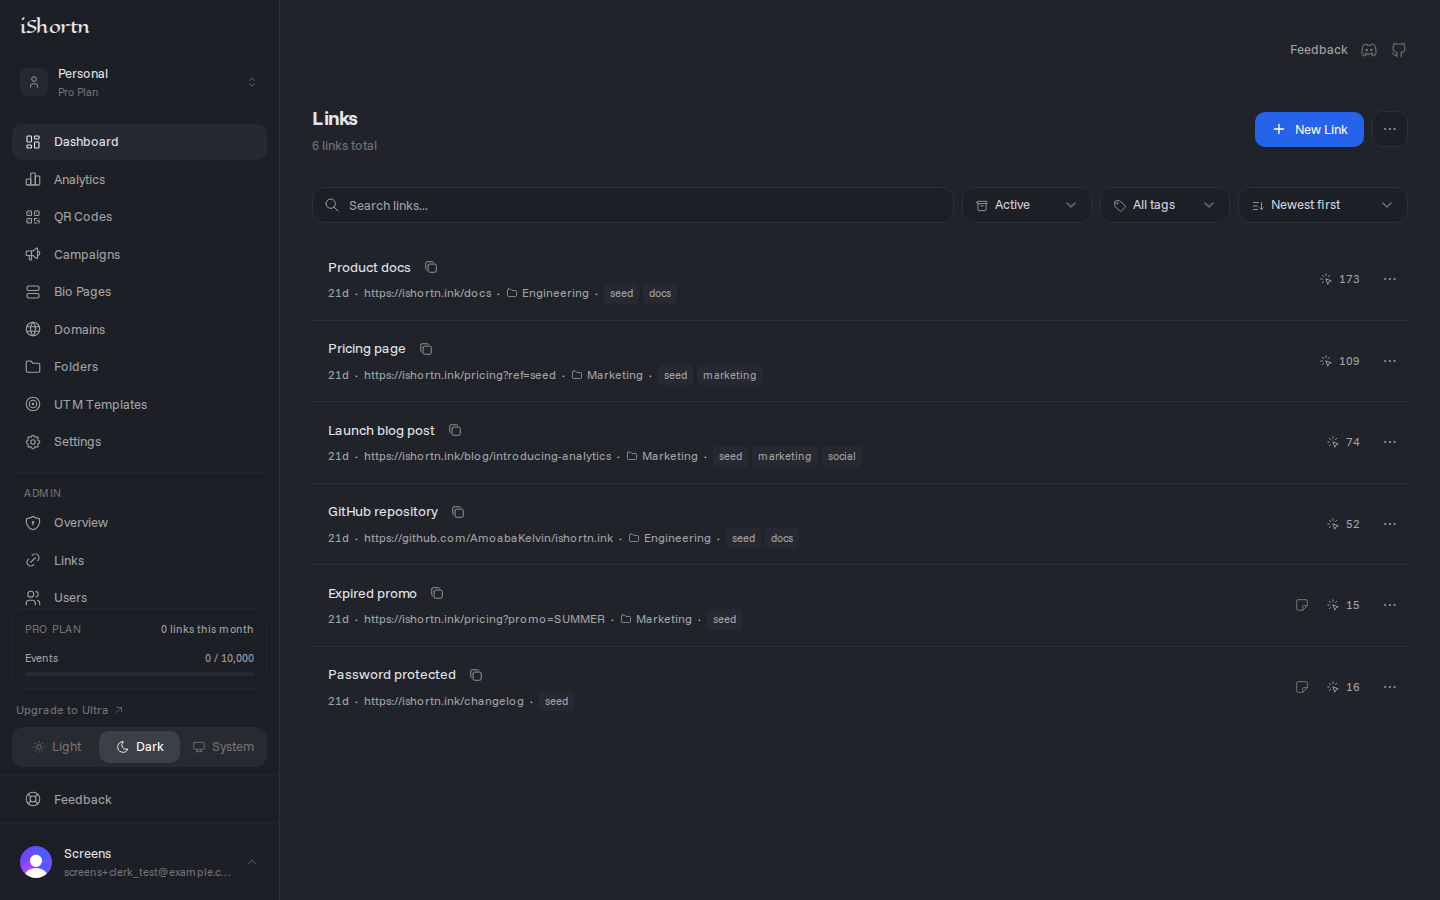 iShortn
Personal
Pro Plan
Dashboard
Analytics
QR Codes
Campaigns
Bio Pages
Domains
Folders
UTM Templates
Settings
ADMIN
Overview
Links
Users
PRO PLAN 0 links this month
Events 0 / 10,000
Upgrade to Ultra
Light Dark System
Feedback
Screens
screens+clerk_test@example.c...
Feedback
Links
6 links total
New Link
Search links...
Active
All tags
Newest first
Product docs
21d · https://ishortn.ink/docs · Engineering · seed docs
173
Pricing page
21d · https://ishortn.ink/pricing?ref=seed · Marketing · seed marketing
109
Launch blog post
21d · https://ishortn.ink/blog/introducing-analytics · Marketing · seed marketing social
74
GitHub repository
21d · https://github.com/AmoabaKelvin/ishortn.ink · Engineering · seed docs
52
Expired promo
21d · https://ishortn.ink/pricing?promo=SUMMER · Marketing · seed
15
Password protected
21d · https://ishortn.ink/changelog · seed
16